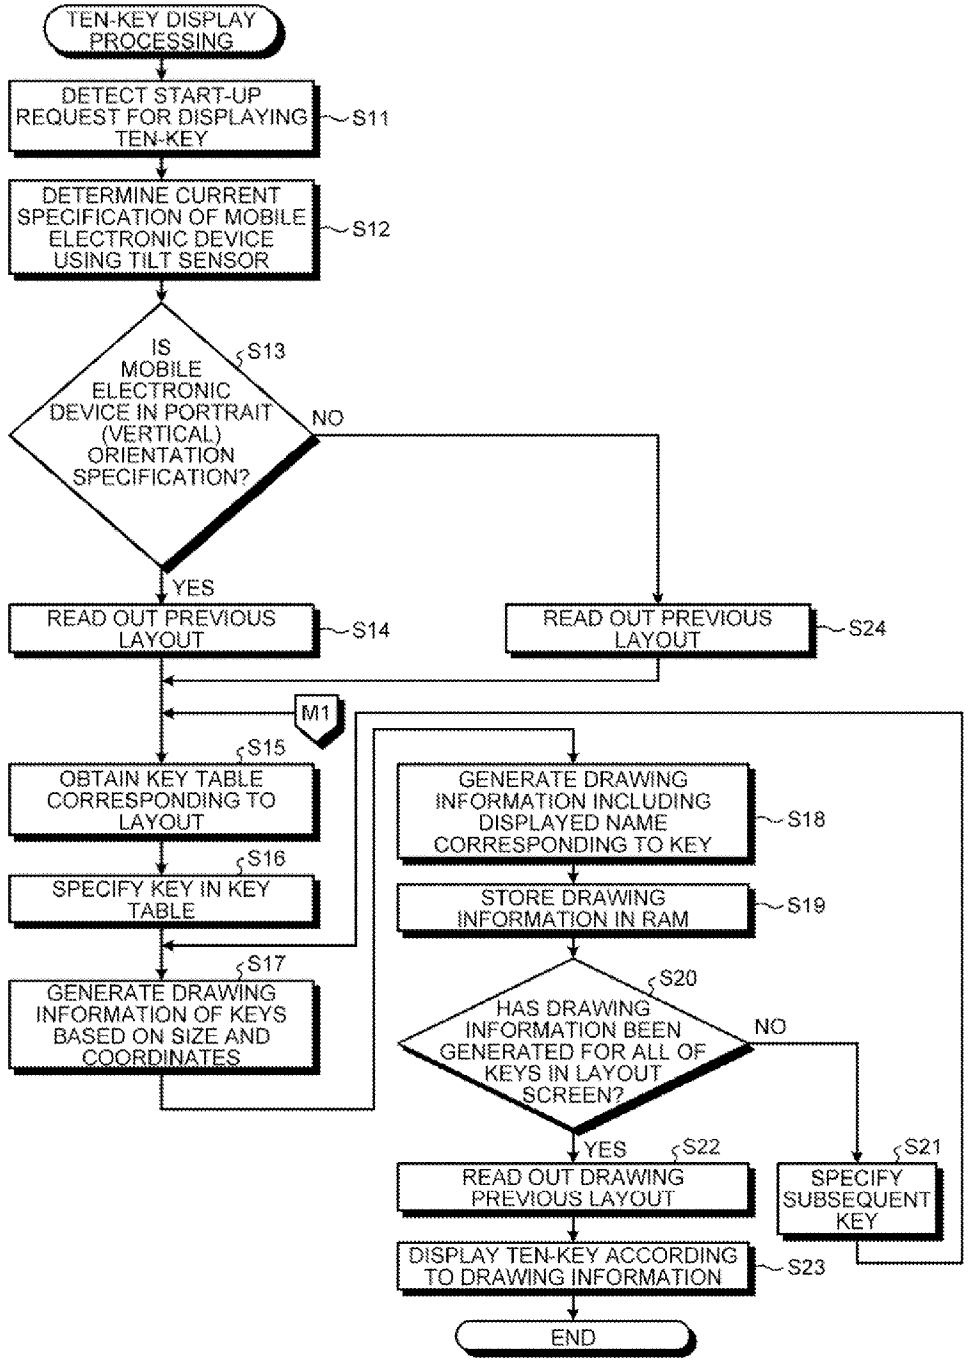 TEN-KEY DISPLAY
PROCESSING
DETECT START-UP
REQUEST FOR DISPLAYING
TEN-KEY
S11
DETERMINE CURRENT
SPECIFICATION OF MOBILE
ELECTRONIC DEVICE
USING TILT SENSOR
S12
S13
IS
MOBILE
ELECTRONIC
DEVICE IN PORTRAIT
(VERTICAL)
ORIENTATION
SPECIFICATION?
NO
YES
READ OUT PREVIOUS
LAYOUT
S14
READ OUT PREVIOUS
LAYOUT
S24
M1
S15
OBTAIN KEY TABLE
CORRESPONDING TO
LAYOUT
S16
SPECIFY KEY IN KEY
TABLE
S17
GENERATE DRAWING
INFORMATION OF KEYS
BASED ON SIZE AND
COORDINATES
GENERATE DRAWING
INFORMATION INCLUDING
DISPLAYED NAME
CORRESPONDING TO KEY
S18
STORE DRAWING
INFORMATION IN RAM
S19
S20
HAS DRAWING
INFORMATION BEEN
GENERATED FOR ALL OF
KEYS IN LAYOUT
SCREEN?
NO
YES
S21
SPECIFY
SUBSEQUENT
KEY
S22
READ OUT DRAWING
PREVIOUS LAYOUT
DISPLAY TEN-KEY ACCORDING
TO DRAWING INFORMATION
S23
END